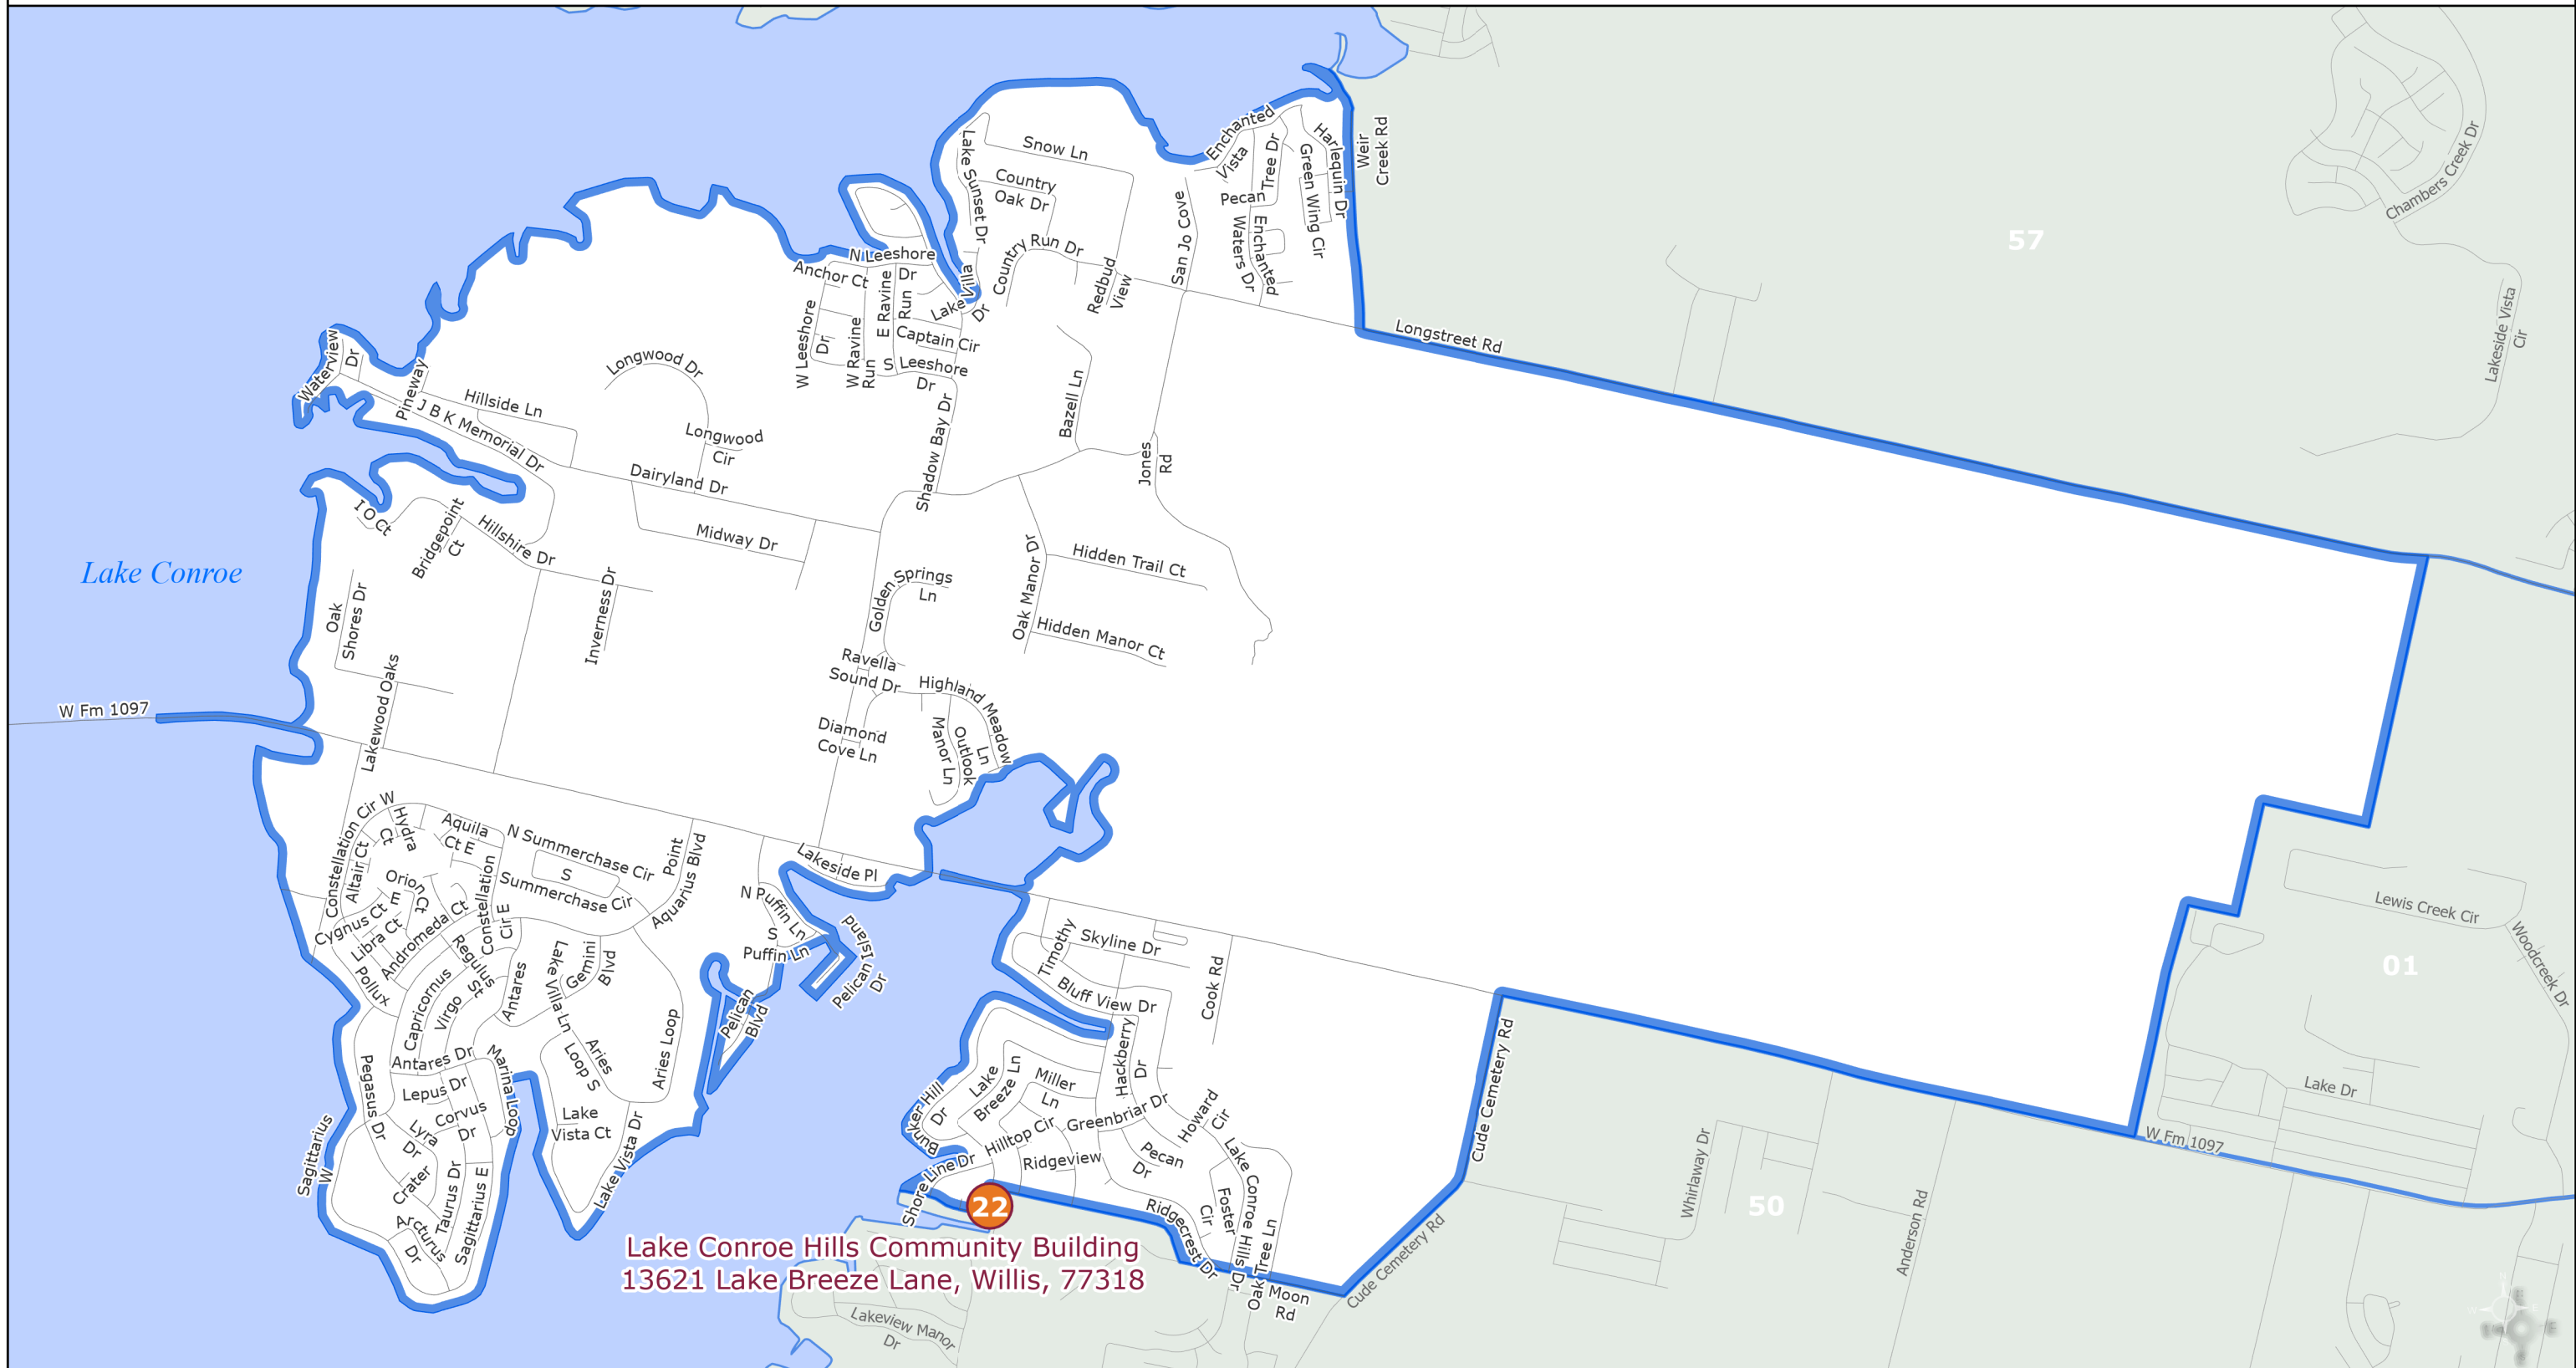 Enchanted
Vista
Tree Dr
Pecan
Harlequin Dr
Green Wing Cir
Enchanted
Waters Dr
Weir
Creek Rd
Chambers Creek Dr
57
Lakeside Vista
Cir
Snow Ln
Lake Sunset Dr
Country
Oak Dr
Country Run Dr
San Jo Cove
Redbud
View
Longstreet Rd
N Leeshore
Dr
Anchor Ct
Villa
Lake
Dr
E Ravine
Run
Captain Cir
W Leeshore
Dr
W Ravine
Run
S Leeshore
Dr
Waterview
Dr
Pineway
J B K Memorial Dr
Hillside Ln
Longwood Dr
Longwood
Cir
Dairyland Dr
Shadow Bay Dr
Bazell Ln
Jones
Rd
I O Ct
Bridgepoint
Ct
Hillshire Dr
Midway Dr
Lake Conroe
Oak
Shores Dr
Inverness Dr
Golden
Springs
Ln
Oak Manor Dr
Hidden Trail Ct
Hidden Manor Ct
Lakewood Oaks
Ravella
Sound Dr
Highland Meadow
Ln
W Fm 1097
Diamond
Cove Ln
Manor Ln
Outlook
Constellation Cir W
Hydra
Ct
Aquila
Ct E
N Summerchase Cir
S
Summerchase Cir
Point
Aquarius Blvd
Lakeside Pl
Altair Ct
Orion
Ct
E
Cygnus Ct
Libra Ct
Andromeda Ct
Constellation
Cir E
N Puffin Ln
S
Puffin Ln
Pelican Island
Dr
Timothy
Skyline Dr
Cook Rd
Lewis Creek Cir
Woodcreek Dr
01
Pollux
Regulus
St
Capricornus
Virgo
Antares
Lake Villa Ln
Gemini
Blvd
Pelican
Blvd
Bluff View Dr
Antares Dr
Aries
Loop S
Aries Loop
Marina Loop
Pegasus Dr
Lepus Dr
Corvus
Dr
Lyra
Dr
Lake
Vista Ct
Lake Vista Dr
Sagittarius
W
Crater
Taurus Dr
Sagittarius E
Arcturus
Dr
Lake
Breeze Ln
Miller
Ln
Hackberry
Dr
Greenbriar Dr
Bunker Hill
Dr
Hilltop Cir
Howard
Cir
Ridgeview
Pecan
Dr
Shore Line Dr
Lake Conroe Hills Dr
Foster
Cir
Oak Tree Ln
Ridgecrest Dr
Moon
Rd
Cude Cemetery Rd
Cude Cemetery Rd
Whirlaway Dr
50
Anderson Rd
W Fm 1097
Lake Dr
22
Lake Conroe Hills Community Building
13621 Lake Breeze Lane, Willis, 77318
Lakeview Manor
Dr